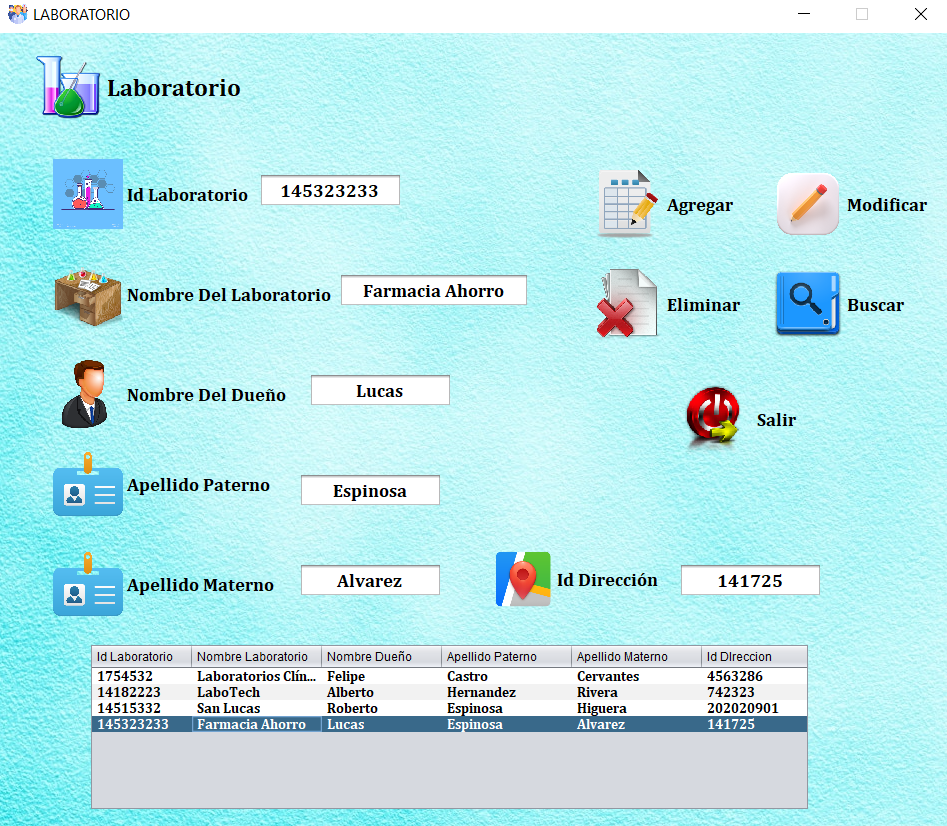 LABORATORIO
Laboratorio
Id Laboratorio 145323233
Agregar Modificar
Nombre Del Laboratorio Farmacia Ahorro
Eliminar Buscar
Nombre Del Dueño Lucas
Salir
Apellido Paterno Espinosa
Apellido Materno Alvarez
Id Dirección 141725
Id Laboratorio Nombre Laboratorio Nombre Dueño Apellido Paterno Apellido Materno Id DIreccion
1754532 Laboratorios Clín... Felipe Castro Cervantes 4563286
14182223 LaboTech Alberto Hernandez Rivera 742323
14515332 San Lucas Roberto Espinosa Higuera 202020901
145323233 Farmacia Ahorro Lucas Espinosa Alvarez 141725